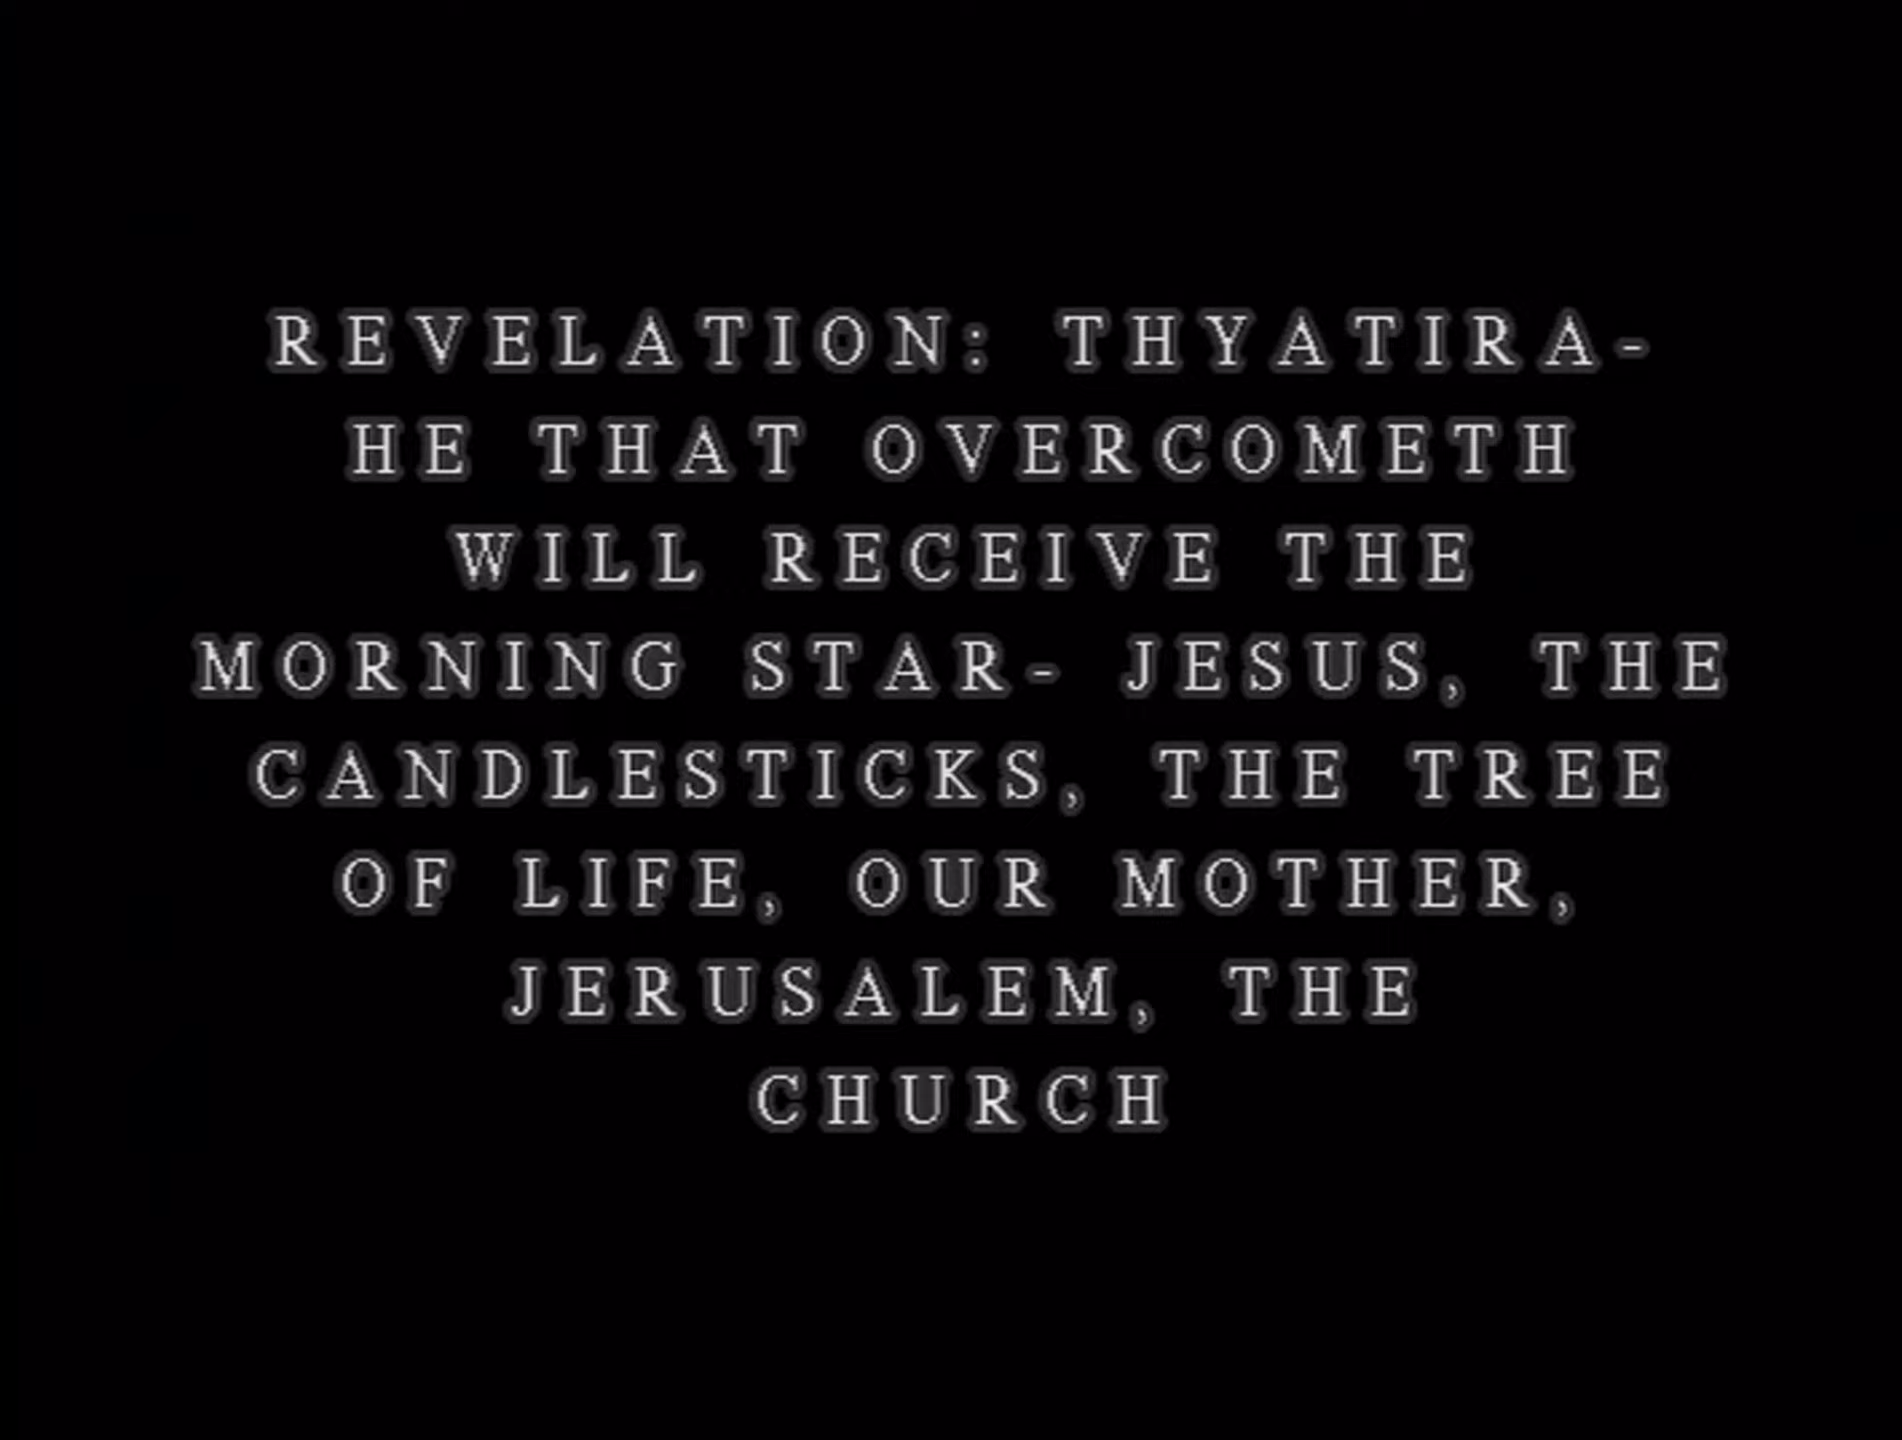 REVELATION: THYATIRA-
HE THAT OVERCOMETH
WILL RECEIVE THE
MORNING STAR- JESUS, THE
CANDLESTICKS, THE TREE
OF LIFE, OUR MOTHER,
JERUSALEM, THE
CHURCH